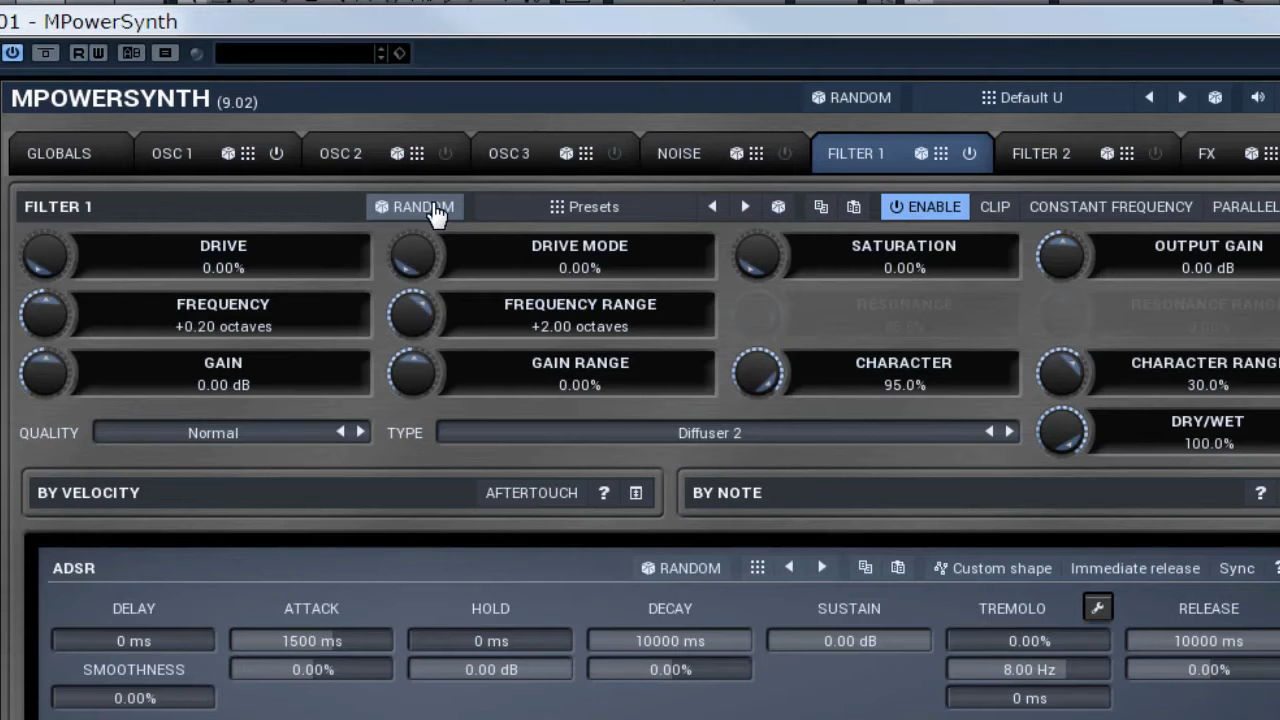 01 - MPowerSynth
R W AB
MPOWERSYNTH (9.02) RANDOM Default U
GLOBALS OSC 1 OSC 2 OSC 3 NOISE FILTER 1 FILTER 2 FX
FILTER 1 RANDOM Presets ENABLE CLIP CONSTANT FREQUENCY PARALLEL
DRIVE DRIVE MODE SATURATION OUTPUT GAIN
0.00% 0.00% 0.00% 0.00 dB
FREQUENCY FREQUENCY RANGE RESONANCE RESONANCE RANG
+0.20 octaves +2.00 octaves
GAIN GAIN RANGE CHARACTER CHARACTER RANG
0.00 dB 0.00% 95.0% 30.0%
QUALITY Normal TYPE Diffuser 2 DRY/WET
100.0%
BY VELOCITY AFTERTOUCH ? BY NOTE ?
ADSR RANDOM Custom shape Immediate release Sync ?
DELAY ATTACK HOLD DECAY SUSTAIN TREMOLO RELEASE
0 ms 1500 ms 0 ms 10000 ms 0.00 dB 0.00% 10000 ms
SMOOTHNESS 0.00% 0.00 dB 0.00% 8.00 Hz 0.00%
0.00% 0 ms